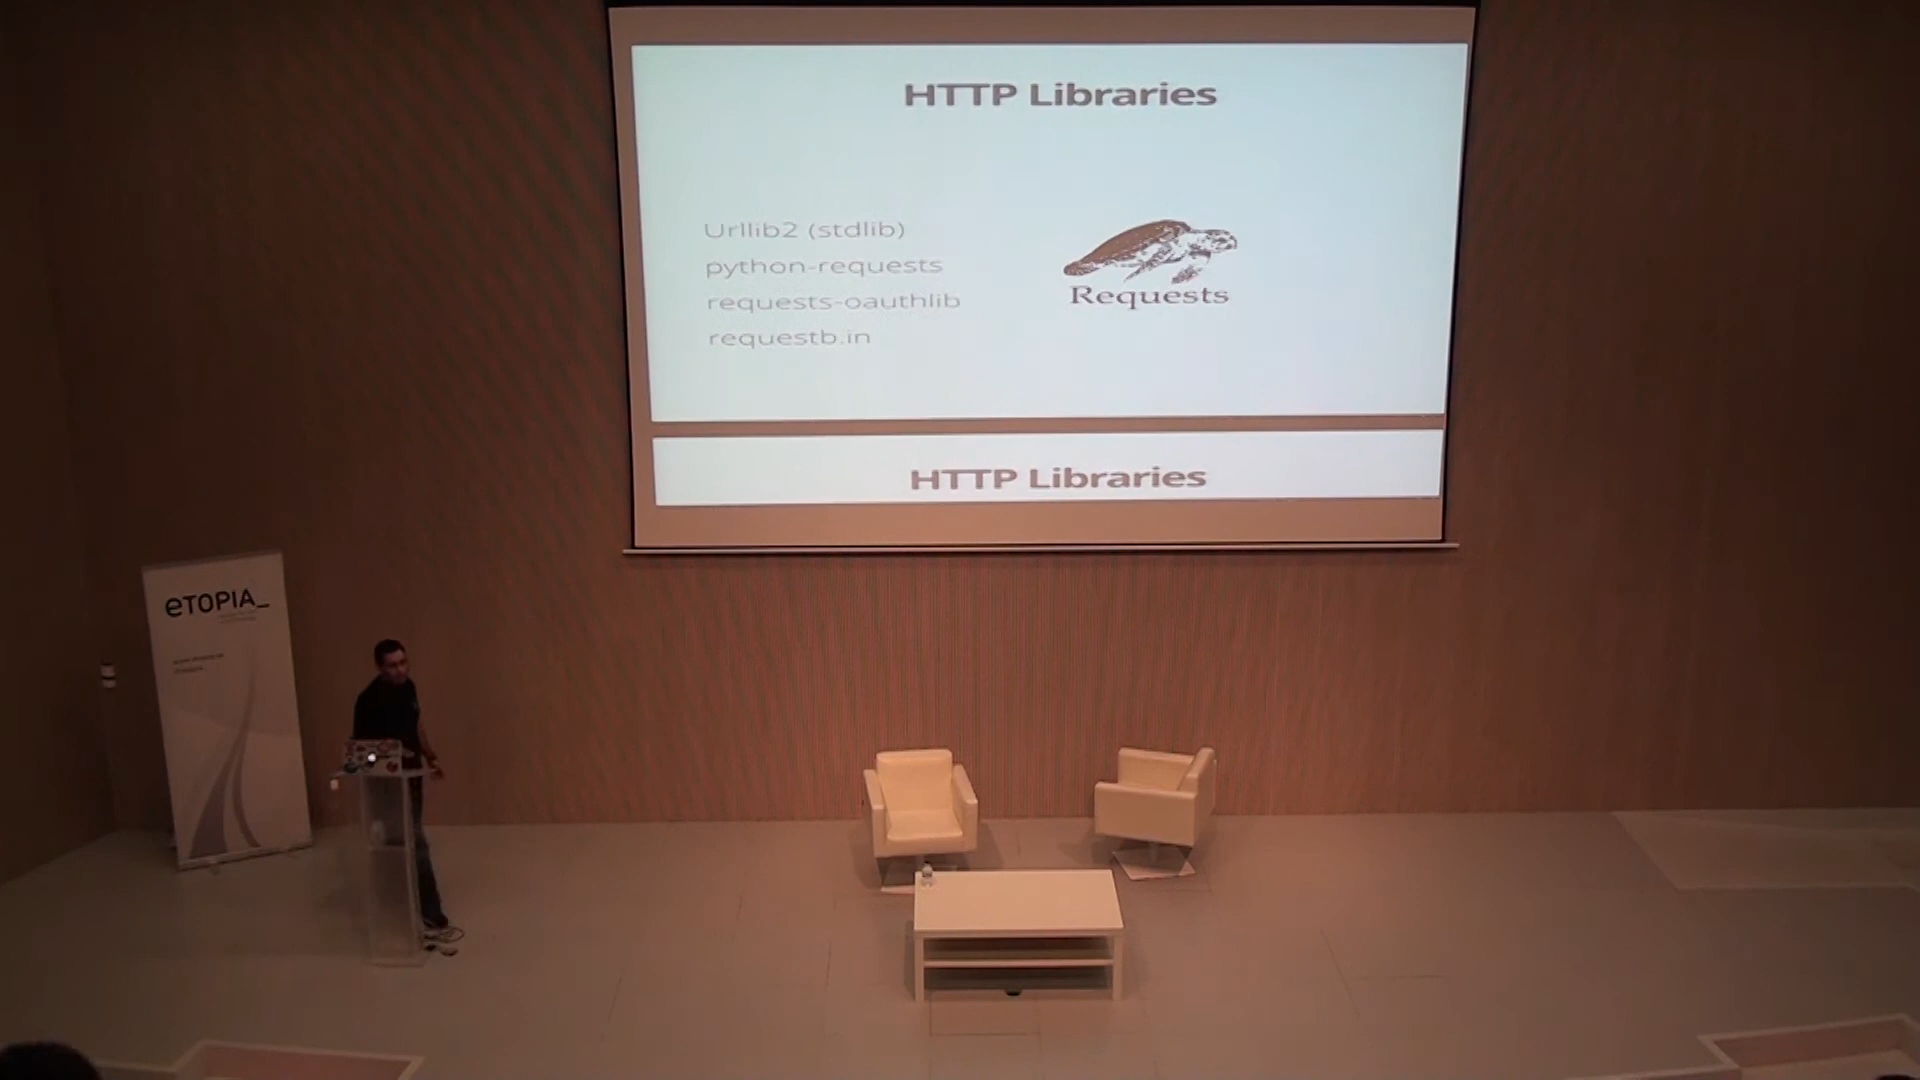 HTTP Libraries
Urllib2 (stdlib)
python-requests
requests-oauthlib
requestb.in
Requests
HTTP Libraries
eTOPIA_